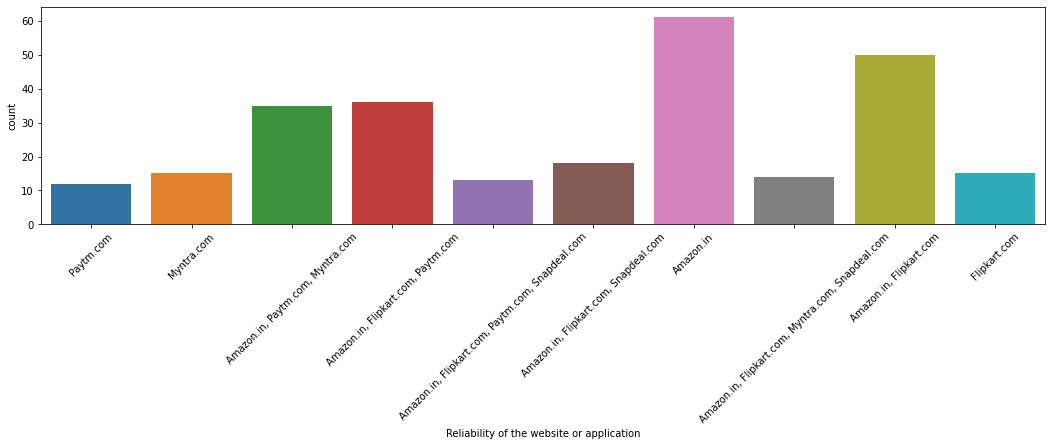 60
50
40
30
20
10
0
count
Paytm.com
Myntra.com
Amazon.in, Paytm.com, Myntra.com
Amazon.in, Flipkart.com, Paytm.com
Amazon.in, Flipkart.com, Paytm.com, Snapdeal.com
Amazon.in, Flipkart.com, Snapdeal.com
Amazon.in
Amazon.in, Flipkart.com, Myntra.com, Snapdeal.com
Amazon.in, Flipkart.com
Flipkart.com
Reliability of the website or application